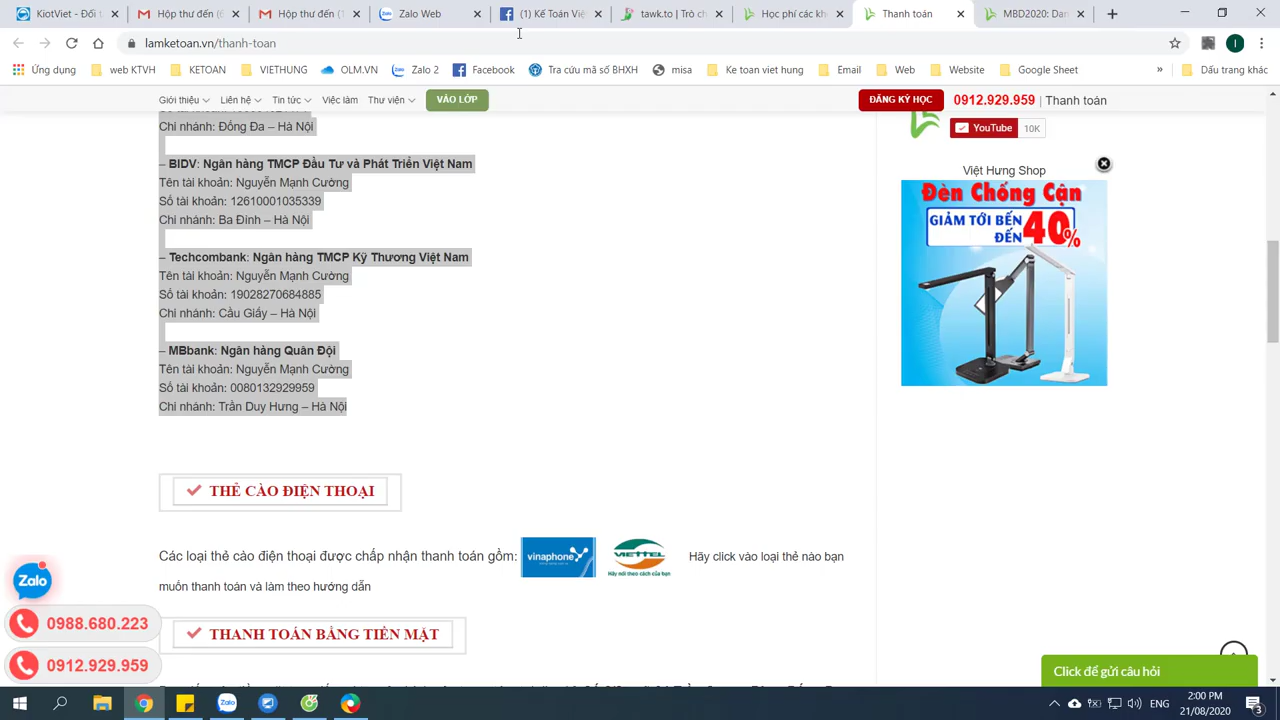 KiotViet - Đối t
Hộp thư đến (6
Hộp thư đến (1
Zalo Web
(1) Kế Toán Việ
tawk.to | Trò ch
Học phí các kh
Thanh toán
MBD2020: Dan
lamketoan.vn/thanh-toan
Ứng dụng
web KTVH
KETOAN
VIETHUNG
OLM.VN
Zalo 2
Facebook
Tra cứu mã số BHXH
misa
Ke toan viet hung
Email
Web
Website
Google Sheet
»
Dấu trang khác
Giới thiệu
Liên hệ
Tin tức
Việc làm
Thư viện
VÀO LỚP
ĐĂNG KÝ HỌC
0912.929.959 | Thanh toán
Chi nhánh: Đống Đa – Hà Nội
– BIDV: Ngân hàng TMCP Đầu Tư và Phát Triển Việt Nam
Tên tài khoản: Nguyễn Mạnh Cường
Số tài khoản: 12610001035339
Chi nhánh: Ba Đình – Hà Nội
– Techcombank: Ngân hàng TMCP Kỹ Thương Việt Nam
Tên tài khoản: Nguyễn Mạnh Cường
Số tài khoản: 19028270684885
Chi nhánh: Cầu Giấy – Hà Nội
– MBbank: Ngân hàng Quân Đội
Tên tài khoản: Nguyễn Mạnh Cường
Số tài khoản: 0080132929959
Chi nhánh: Trần Duy Hưng – Hà Nội
YouTube 10K
Việt Hưng Shop
Đèn Chống Cận
GIẢM TỚI BẾN
ĐẾN 40%
THẺ CÀO ĐIỆN THOẠI
Các loại thẻ cào điện thoại được chấp nhận thanh toán gồm: vinaphone VIETTEL Hãy click vào loại thẻ nào bạn
Hãy nói theo cách của bạn
muốn thanh toán và làm theo hướng dẫn
THANH TOÁN BẰNG TIỀN MẶT
Zalo
0988.680.223
0912.929.959
Click để gửi câu hỏi
Zalo
ENG
2:00 PM
21/08/2020
3